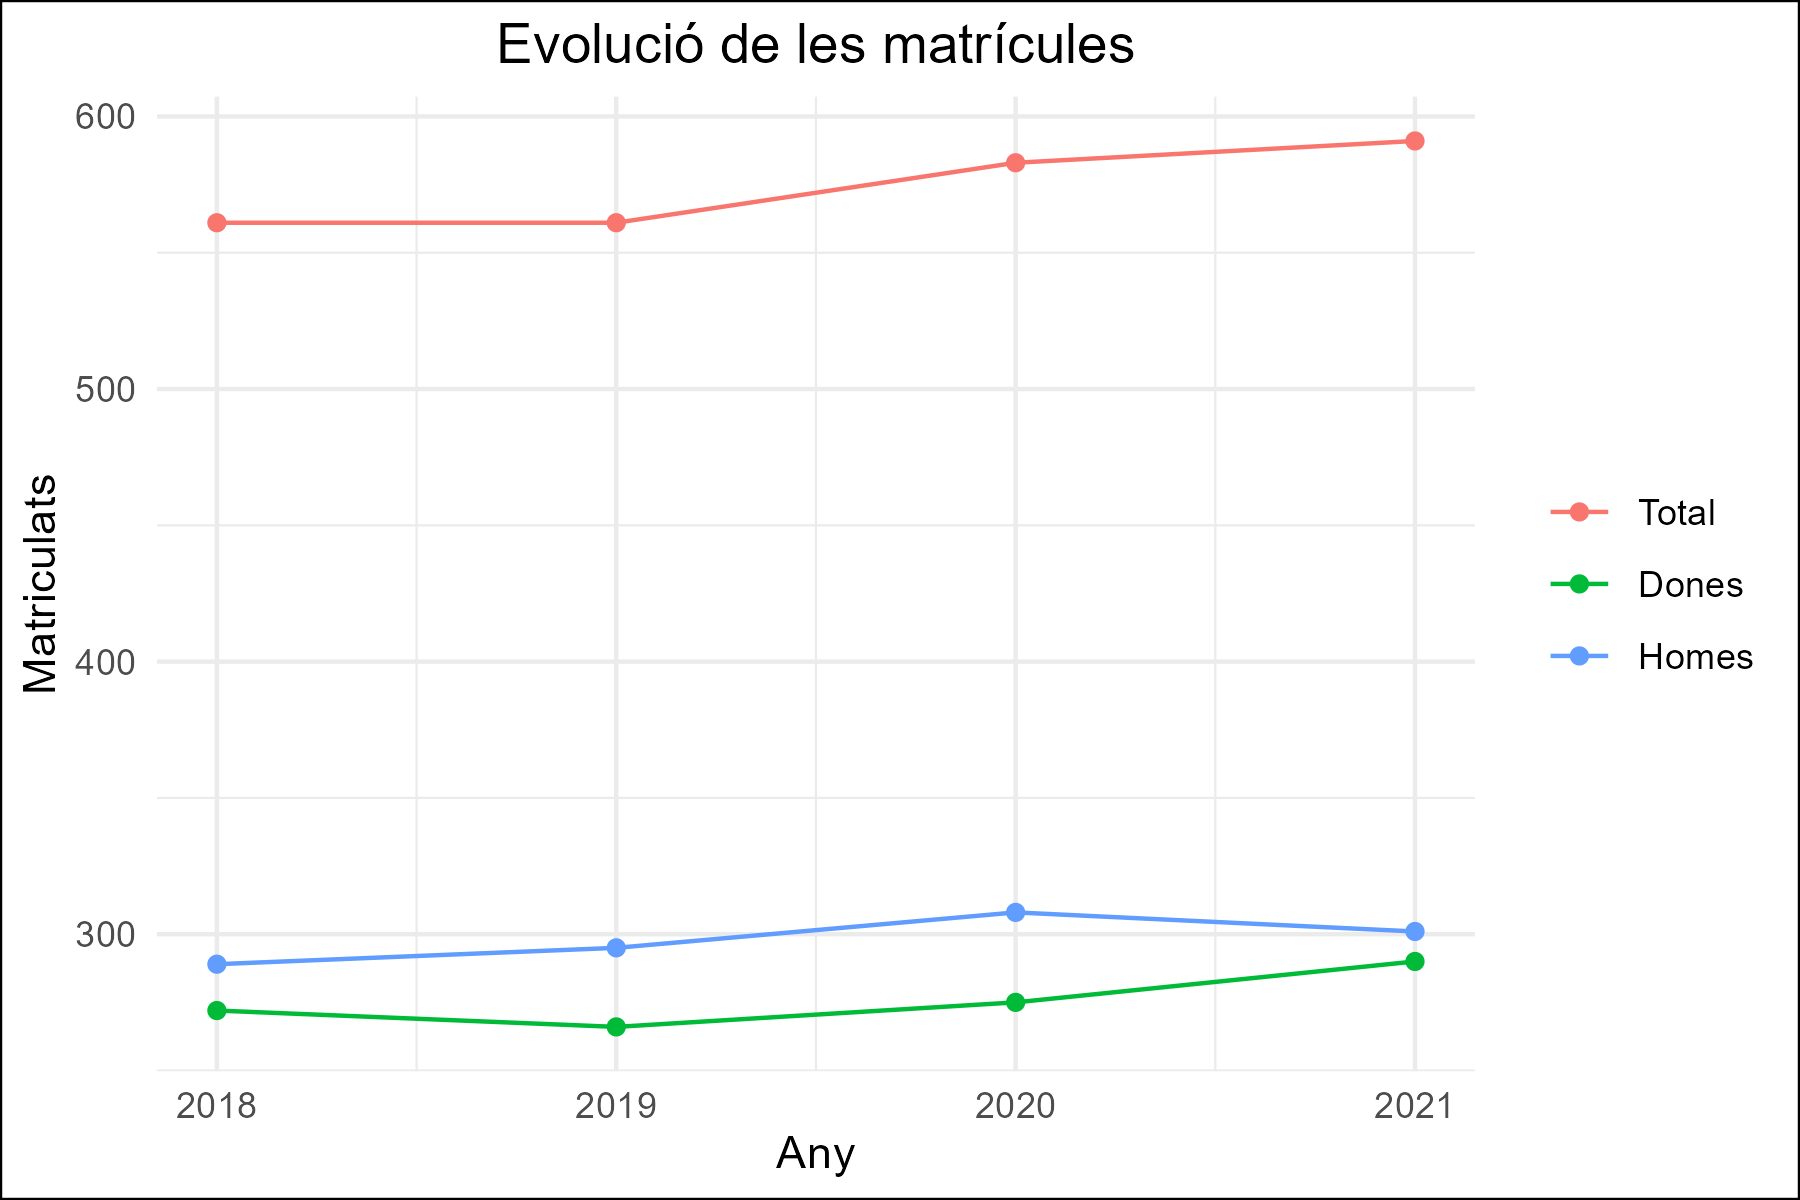 Evolució de les matrícules
600
500
400
300
Matriculats
2018 2019 2020 2021
Any
Total
Dones
Homes